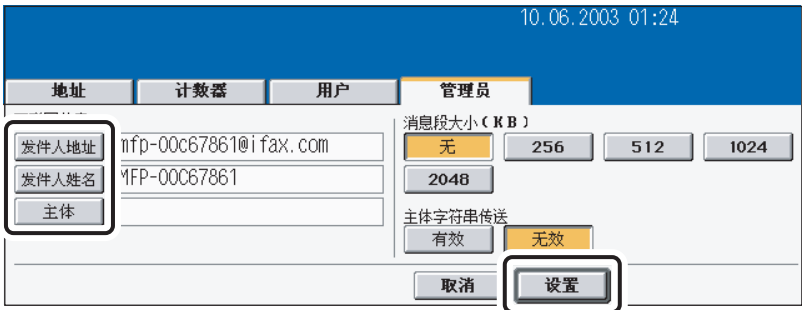 10.06.2003 01:24
地址 计数器 用户 管理员
发件人地址 mfp-00c67861@ifax.com
发件人姓名 MFP-00C67861
主体
消息段大小(KB)
无 256 512 1024
2048
主体字符串传送
有效 无效
取消 设置